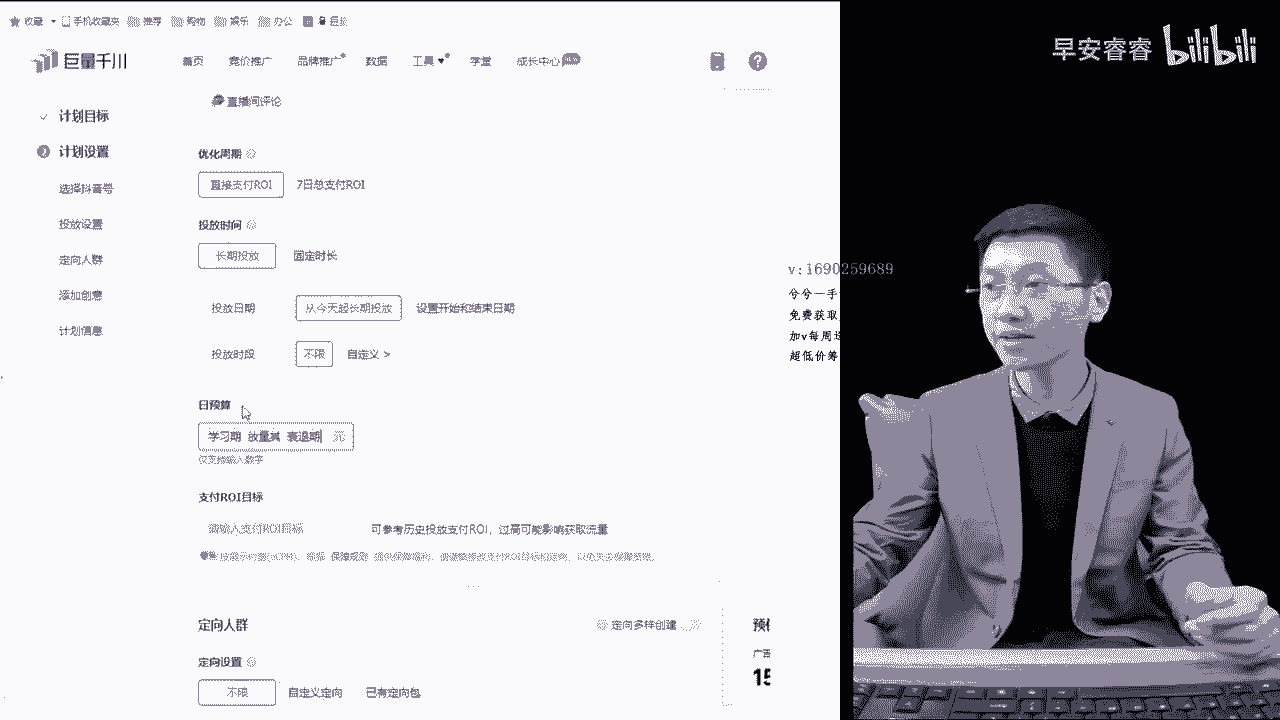 收藏 手机收藏夹 推荐 购物 娱乐 办公 巨量
巨量千川 首页 竞价推广 品牌推广 数据 工具 学堂 成长中心
早安睿睿 bilibili
直播间评论
计划目标
计划设置
选择抖音号
投放设置
定向人群
添加创意
计划信息
优化周期
直接支付ROI 7日总支付ROI
投放时间
长期投放 固定时长
投放日期 从今天起长期投放 设置开始和结束日期
投放时段 不限 自定义 >
日预算
学习期 放量其 衰退期 元
仅支持输入数字
支付ROI目标
请输入支付ROI目标 可参考历史投放支付ROI，过高可能影响获取流量
定向人群 定向多样创建
定向设置
不限 自定义定向 已有定向包
v:1690259689
兮兮一手
免费获取
加v每周
超低价筹
15